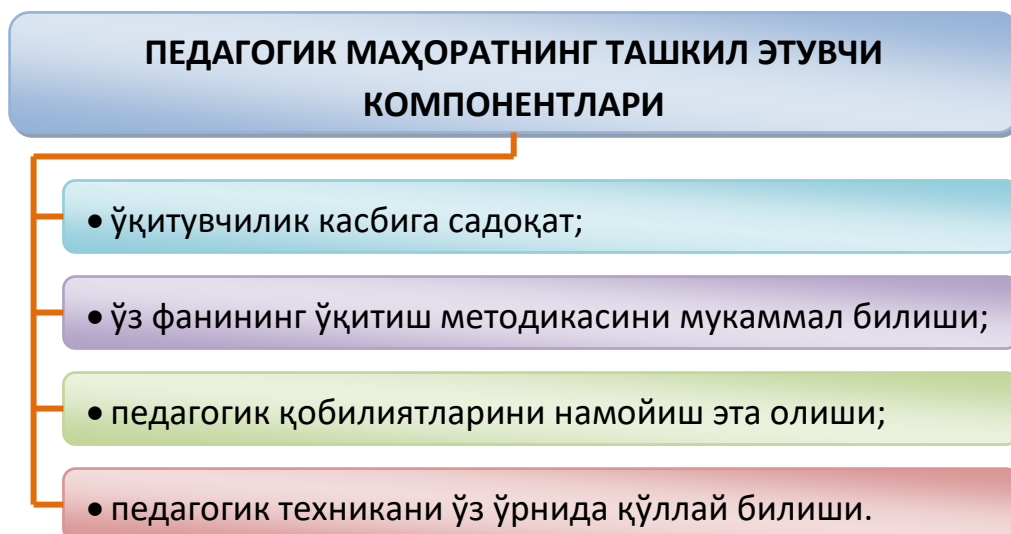 ПЕДАГОГИК МАҲОРАТНИНГ ТАШКИЛ ЭТУВЧИ
КОМПОНЕНТЛАРИ
• ўқитувчилик касбига садоқат;
• ўз фанининг ўқитиш методикасини мукаммал билиши;
• педагогик қобилиятларини намойиш эта олиши;
• педагогик техникани ўз ўрнида қўллай билиши.